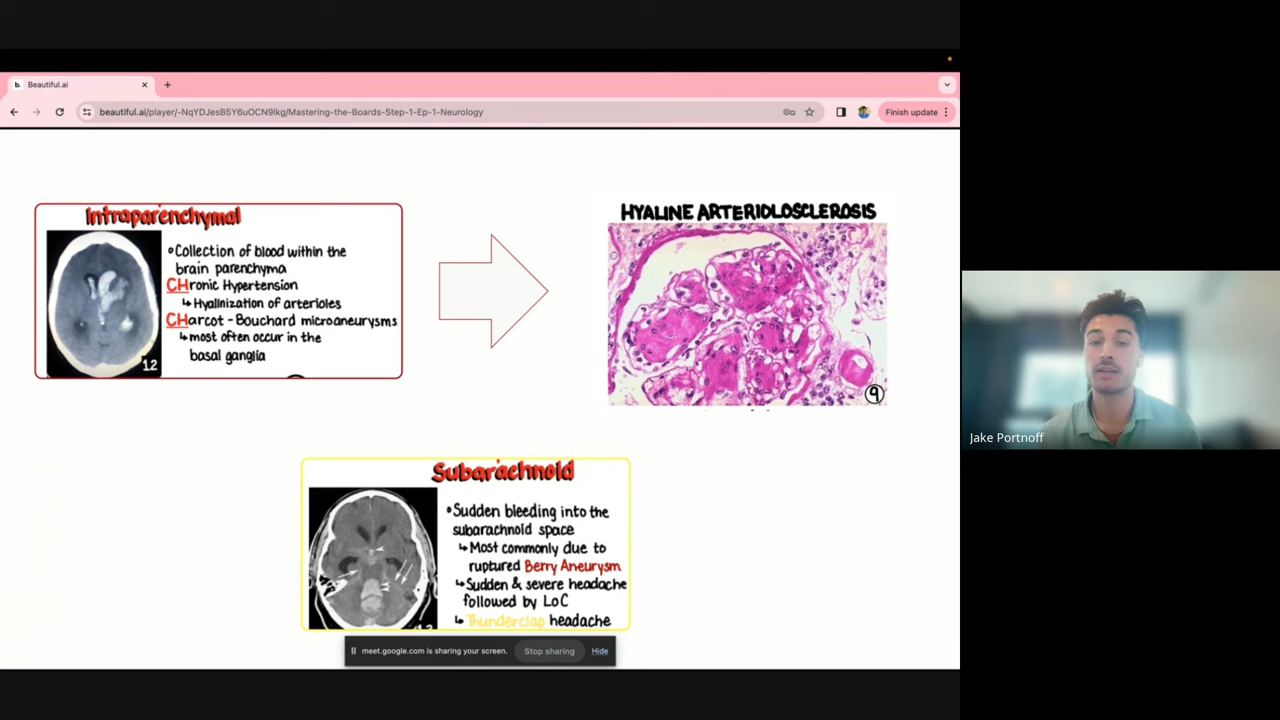 b. Beautiful.ai
beautiful.ai/player/-NqYDJesB5Y6uOCN9lkg/Mastering-the-Boards-Step-1-Ep-1-Neurology
Finish update
Intraparenchymal
Collection of blood within the
brain parenchyma
CHronic Hypertension
↳ Hyalinization of arterioles
CHarcot - Bouchard microaneurysms
↳ most often occur in the
basal ganglia
12
HYALINE ARTERIOLOSCLEROSIS
9
Subarachnoid
Sudden bleeding into the
subarachnoid space
↳ Most commonly due to
ruptured Berry Aneurysm
↳ Sudden & severe headache
followed by LoC
↳ Thunderclap headache
meet.google.com is sharing your screen.
Stop sharing
Hide
Jake Portnoff